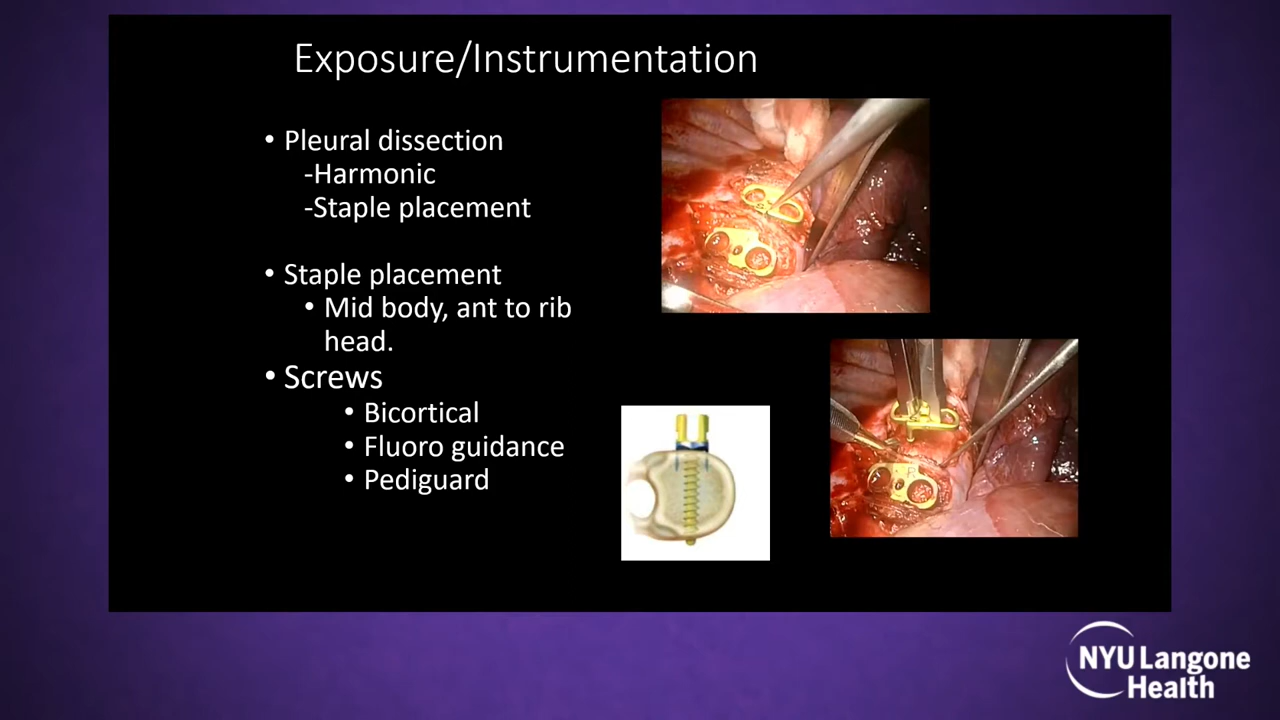 Exposure/Instrumentation
• Pleural dissection
-Harmonic
-Staple placement
• Staple placement
• Mid body, ant to rib
head.
• Screws
• Bicortical
• Fluoro guidance
• Pediguard
NYU Langone
Health